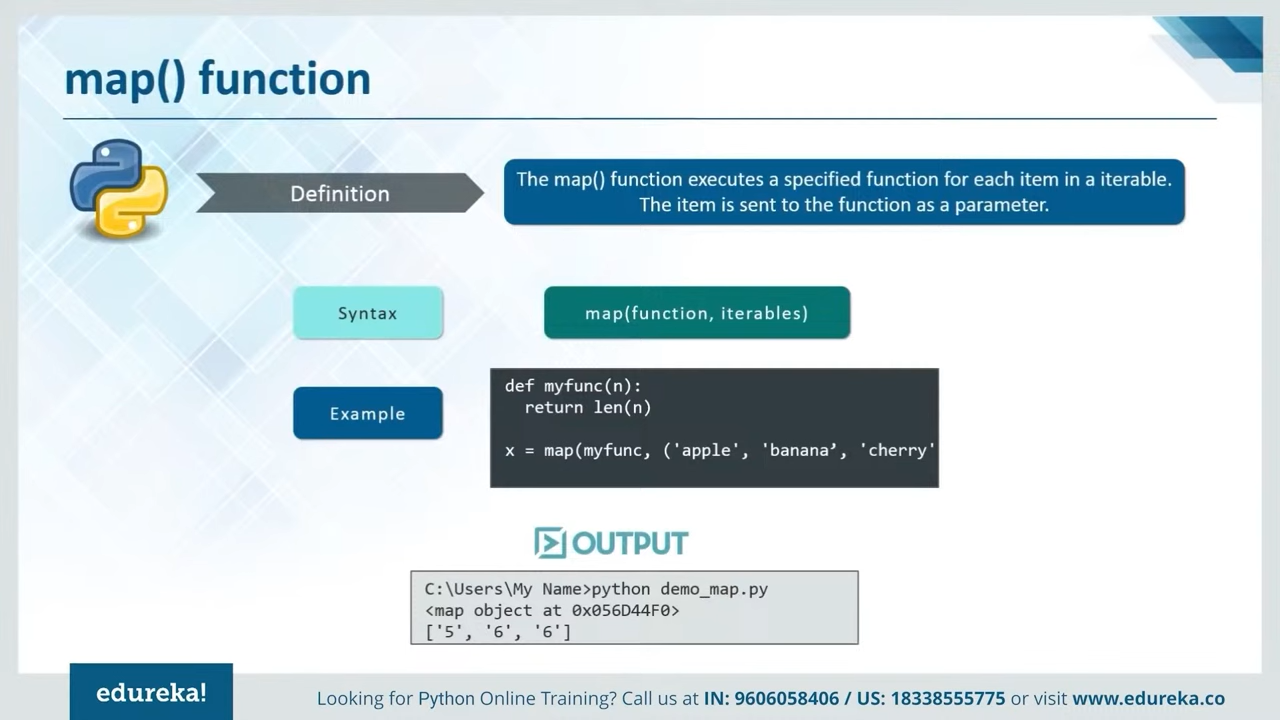 map() function
Definition
The map() function executes a specified function for each item in a iterable.
The item is sent to the function as a parameter.
Syntax
map(function, iterables)
Example
def myfunc(n):
  return len(n)
x = map(myfunc, ('apple', 'banana’, 'cherry'
OUTPUT
C:\Users\My Name>python demo_map.py
<map object at 0x056D44F0>
['5', '6', '6']
edureka!
Looking for Python Online Training? Call us at IN: 9606058406 / US: 18338555775 or visit www.edureka.co